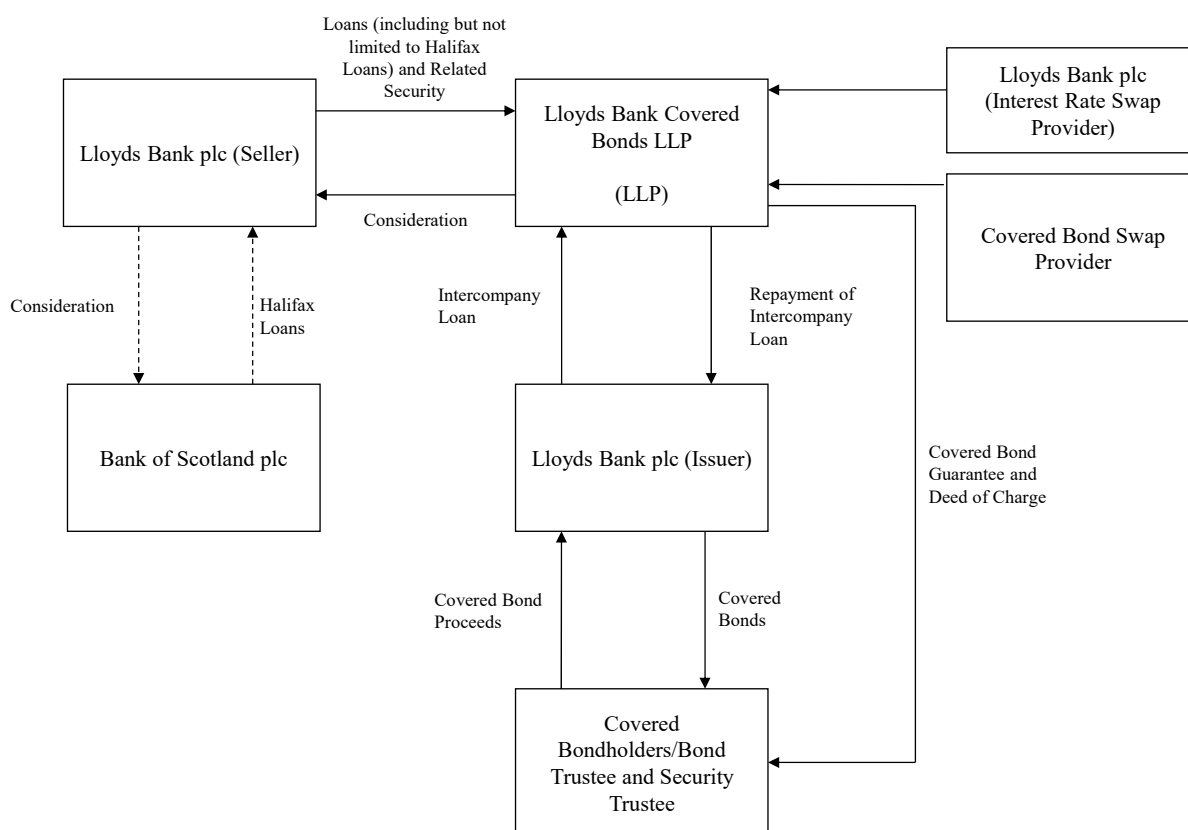 Loans (including but not
limited to Halifax
Loans) and Related
Security
Lloyds Bank plc (Seller)
Lloyds Bank Covered
Bonds LLP
(LLP)
Lloyds Bank plc
(Interest Rate Swap
Provider)
Consideration
Covered Bond Swap
Provider
Consideration
Halifax
Loans
Intercompany
Loan
Repayment of
Intercompany
Loan
Bank of Scotland plc
Lloyds Bank plc (Issuer)
Covered Bond
Guarantee and
Deed of Charge
Covered Bond
Proceeds
Covered
Bonds
Covered
Bondholders/Bond
Trustee and Security
Trustee